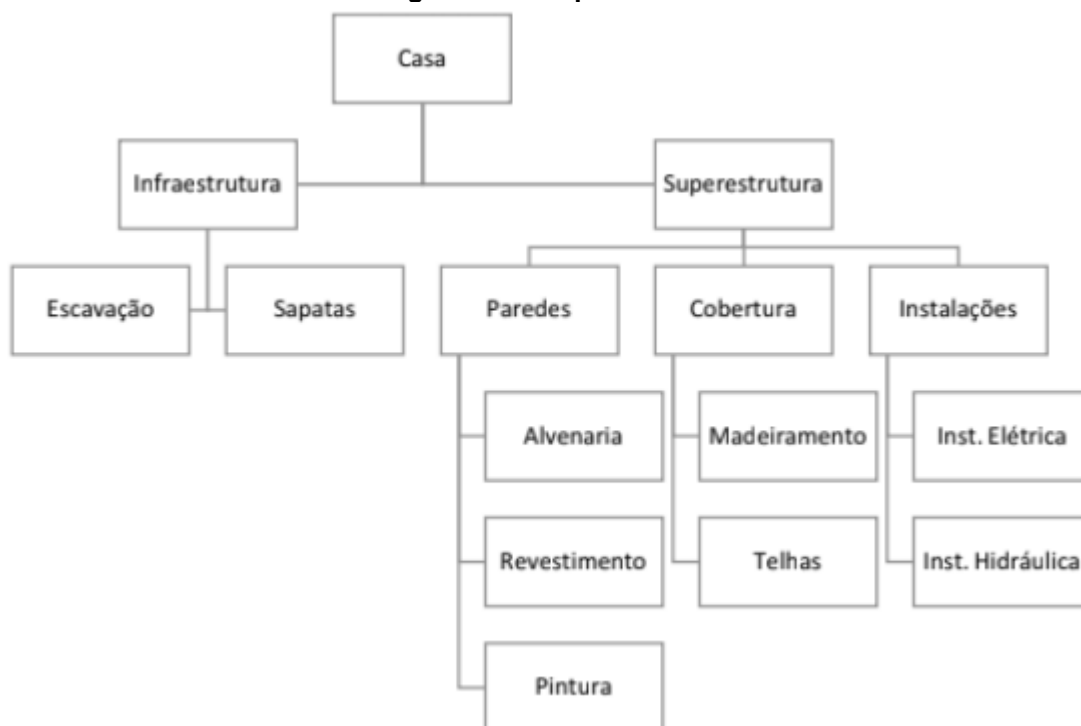 Casa
Infraestrutura
Superestrutura
Escavação
Sapatas
Paredes
Cobertura
Instalações
Alvenaria
Madeiramento
Inst. Elétrica
Revestimento
Telhas
Inst. Hidráulica
Pintura